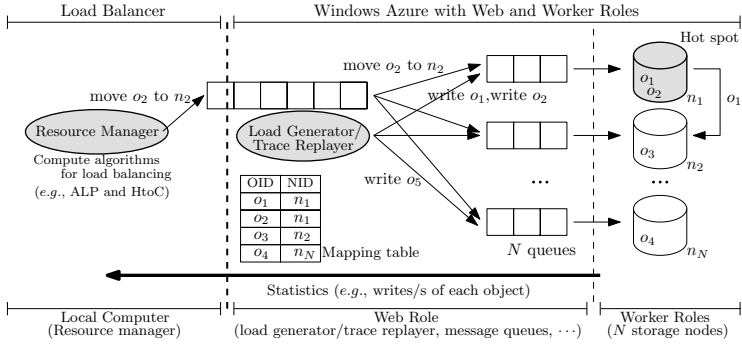 Load Balancer
Windows Azure with Web and Worker Roles
Hot spot
move o₂ to n₂
move o₂ to n₂
write o₁,write o₂
o₁
o₂
n₁
o₁
Resource Manager
Load Generator/
Trace Replayer
Compute algorithms
for load balancing
(e.g., ALP and HtoC)
write o₅
o₃
n₂
...
...
OID NID
o₁ n₁
o₂ n₁
o₃ n₂
o₄ n_N
Mapping table
N queues
o₄
n_N
Statistics (e.g., writes/s of each object)
Local Computer
(Resource manager)
Web Role
(load generator/trace replayer, message queues, ···)
Worker Roles
(N storage nodes)